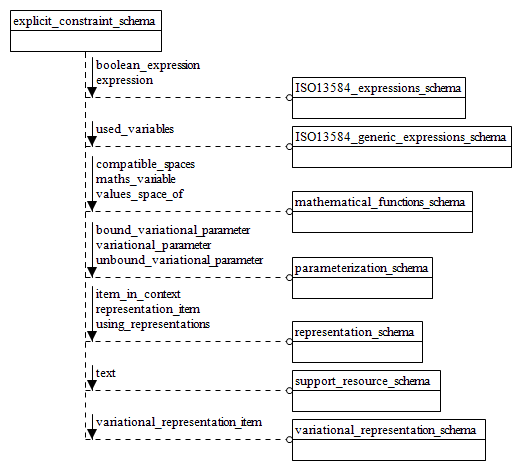 explicit_constraint_schema
boolean_expression
expression
ISO13584_expressions_schema
used_variables
ISO13584_generic_expressions_schema
compatible_spaces
maths_variable
values_space_of
mathematical_functions_schema
bound_variational_parameter
variational_parameter
unbound_variational_parameter
parameterization_schema
item_in_context
representation_item
using_representations
representation_schema
text
support_resource_schema
variational_representation_item
variational_representation_schema